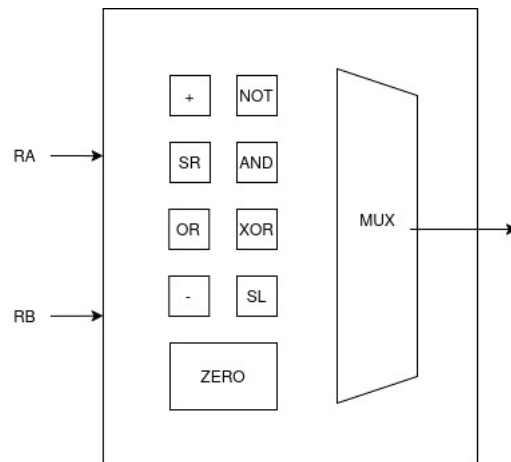 + NOT
RA
SR AND
OR XOR
MUX
- SL
RB
ZERO